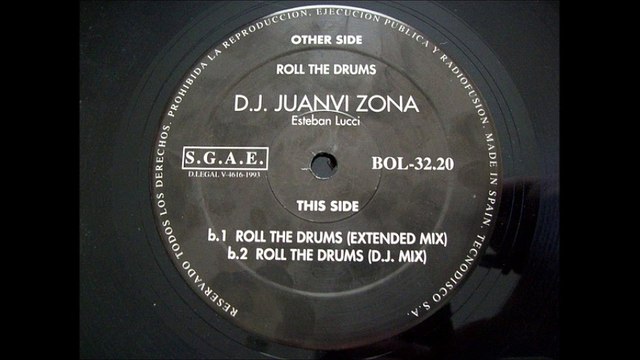 RESERVADO TODOS LOS DERECHOS. PROHIBIDA LA REPRODUCCION. EJECUCION PUBLICA Y RADIOFUSION. MADE IN SPAIN. TECNODISCO S.A.
OTHER SIDE
ROLL THE DRUMS
D.J. JUANVI ZONA
Esteban Lucci
S.G.A.E.
BOL-32.20
D.LEGAL V-4616-1993
THIS SIDE
b.1 ROLL THE DRUMS (EXTENDED MIX)
b.2 ROLL THE DRUMS (D.J. MIX)